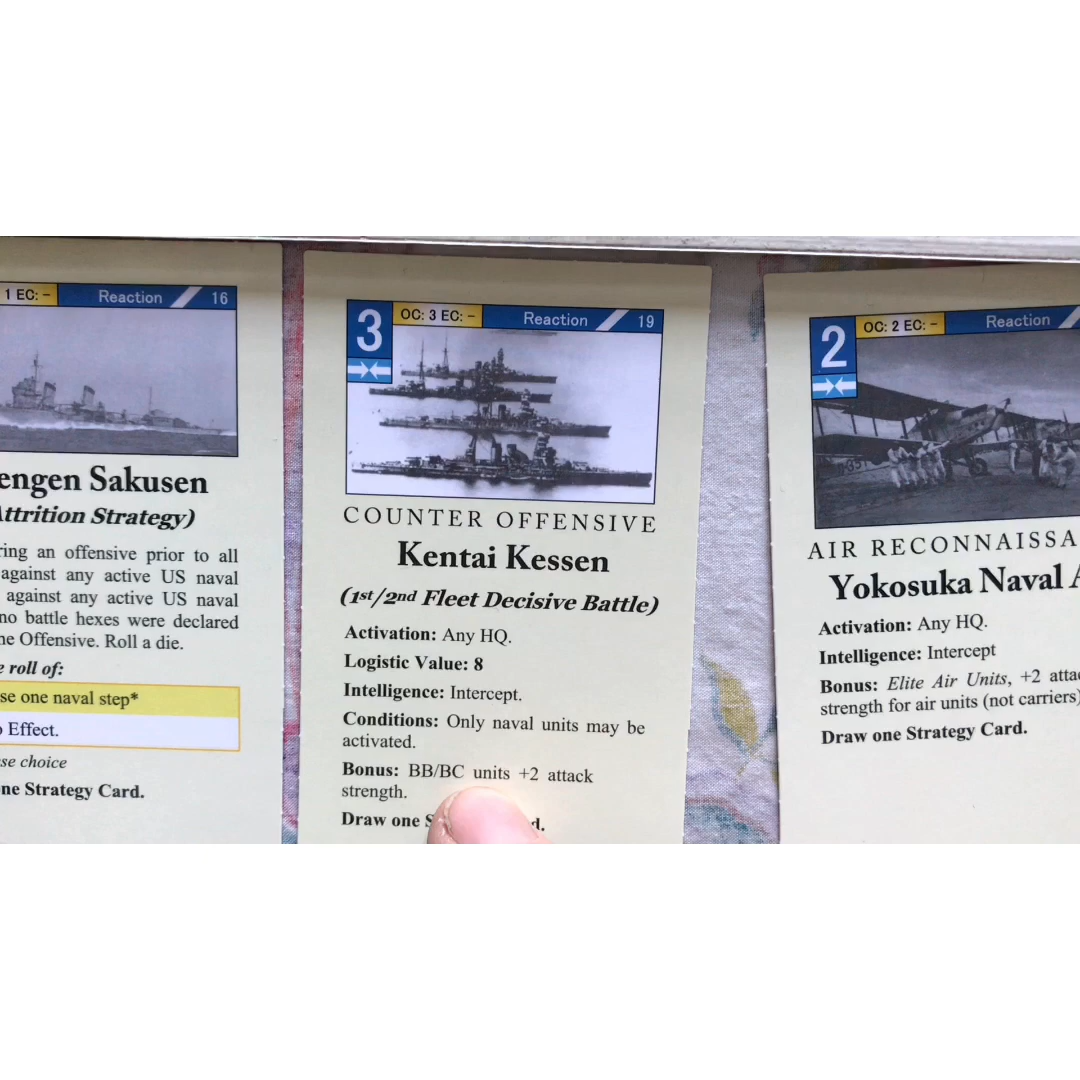 1 EC: – Reaction 16
engen Sakusen
Attrition Strategy)
ring an offensive prior to all
against any active US naval
against any active US naval
no battle hexes were declared
he Offensive. Roll a die.
e roll of:
se one naval step*
o Effect.
se choice
ne Strategy Card.
3 OC: 3 EC: – Reaction 19
COUNTER OFFENSIVE
Kentai Kessen
(1st/2nd Fleet Decisive Battle)
Activation: Any HQ.
Logistic Value: 8
Intelligence: Intercept.
Conditions: Only naval units may be
activated.
Bonus: BB/BC units +2 attack
strength.
Draw one S d.
2 OC: 2 EC: – Reaction
AIR RECONNAISSA
Yokosuka Naval A
Activation: Any HQ.
Intelligence: Intercept
Bonus: Elite Air Units, +2 attac
strength for air units (not carriers)
Draw one Strategy Card.